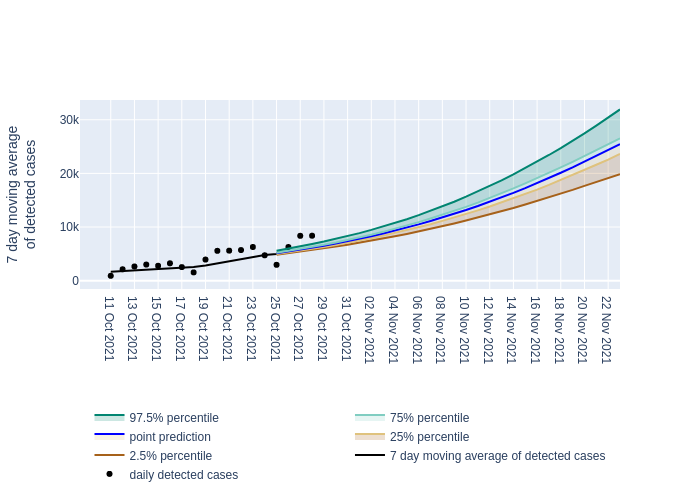 7 day moving average
of detected cases
30k
20k
10k
0
11 Oct 2021
13 Oct 2021
15 Oct 2021
17 Oct 2021
19 Oct 2021
21 Oct 2021
23 Oct 2021
25 Oct 2021
27 Oct 2021
29 Oct 2021
31 Oct 2021
02 Nov 2021
04 Nov 2021
06 Nov 2021
08 Nov 2021
10 Nov 2021
12 Nov 2021
14 Nov 2021
16 Nov 2021
18 Nov 2021
20 Nov 2021
22 Nov 2021
97.5% percentile
75% percentile
point prediction
25% percentile
2.5% percentile
7 day moving average of detected cases
daily detected cases